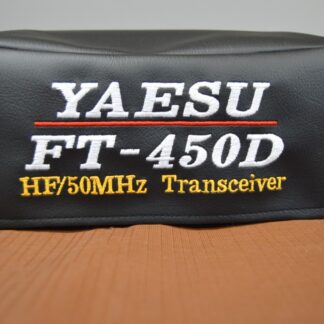 YAESU
FT-450D
HF/50MHz Transceiver